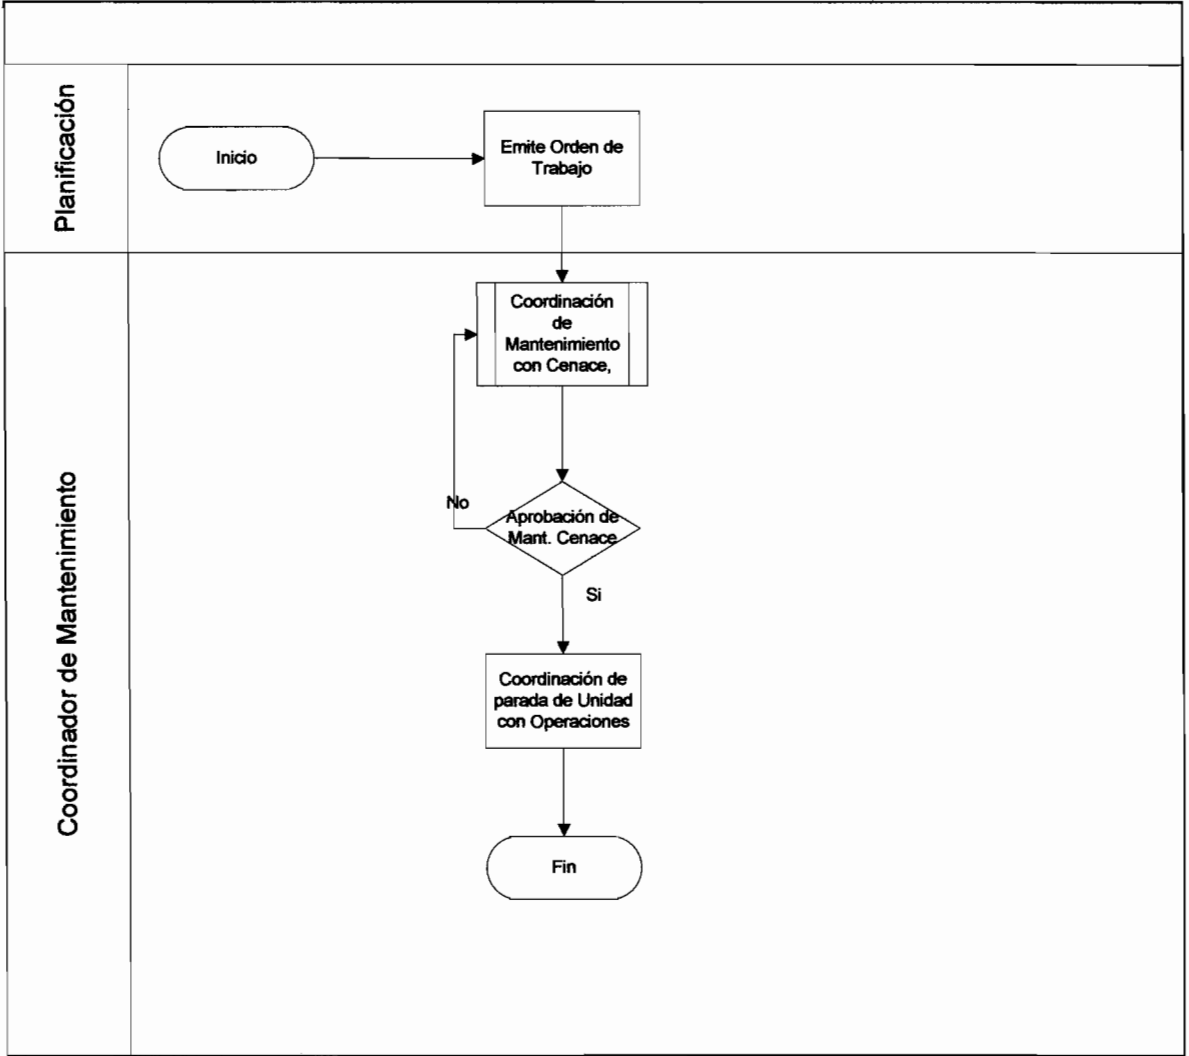 Planificación
Inicio
Emite Orden de
Trabajo
Coordinador de Mantenimiento
Coordinación
de
Mantenimiento
con Cenace,
No
Aprobación de
Mant. Cenace
Si
Coordinación de
parada de Unidad
con Operaciones
Fin